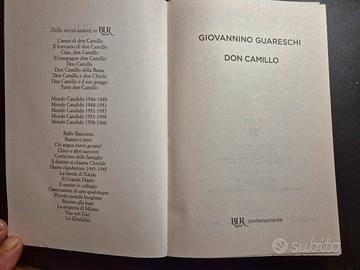 Dello stesso autore in BUR
L'anno di don Camillo
Il breviario di don Camillo
Ciao, don Camillo
Il compagno don Camillo
Don Camillo
Don Camillo della Bassa
Don Camillo e don Chichì
Don Camillo e il suo gregge
Tutto don Camillo
Mondo Candido 1946-1948
Mondo Candido 1948-1951
Mondo Candido 1951-1953
Mondo Candido 1953-1958
Mondo Candido 1958-1960
Baffo Racconta
Bianco e nero
Chi sogna nuovi gerani?
Chico e altri racconti
Corrierino delle famiglie
Il destino si chiama Clotilde
Diario clandestino 1943-1945
La favola di Natale
Il Grande Diario
Il marito in collegio
Osservazioni di uno qualunque
Piccolo mondo borghese
Ritorno alla base
La scoperta di Milano
Vita con Gio'
Lo Zibaldino
GIOVANNINO GUARESCHI
DON CAMILLO
BUR contemporanea
subito